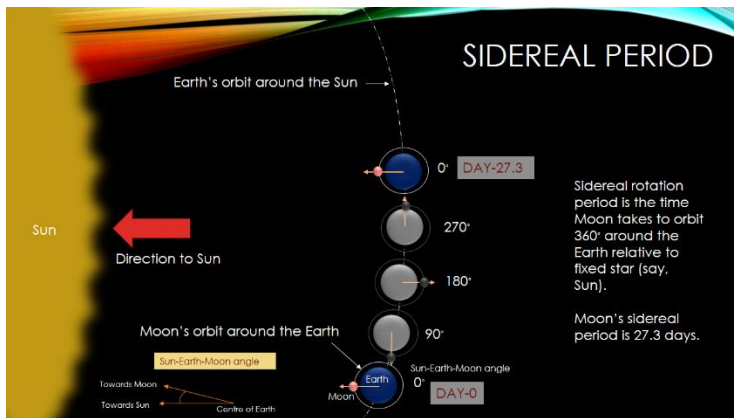 SIDEREAL PERIOD
Earth's orbit around the Sun
0° DAY-27.3
Sidereal rotation
period is the time
Moon takes to orbit
360° around the
Earth relative to
fixed star (say,
Sun).
Moon's sidereal
period is 27.3 days.
270°
Sun
Direction to Sun
180°
Moon's orbit around the Earth
90°
Sun-Earth-Moon angle
Sun-Earth-Moon angle
Earth
0°
DAY-0
Moon
Towards Moon
Towards Sun
Centre of Earth